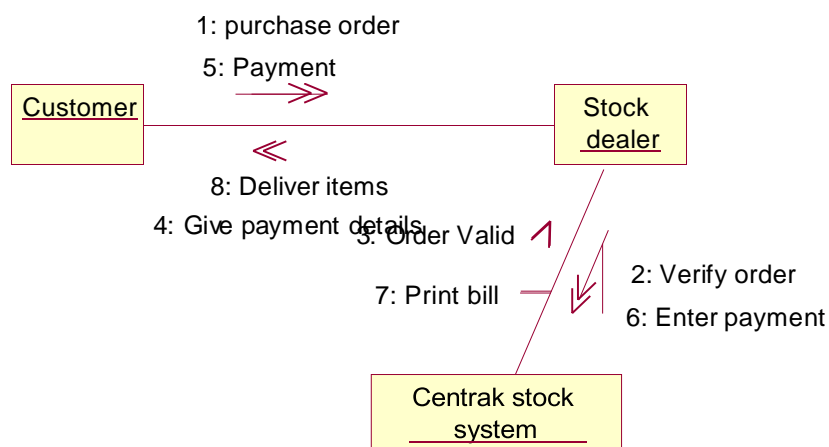 1: purchase order
5: Payment
Customer
Stock
dealer
8: Deliver items
4: Give payment details
3: Order Valid
2: Verify order
7: Print bill
6: Enter payment
Centrak stock
system